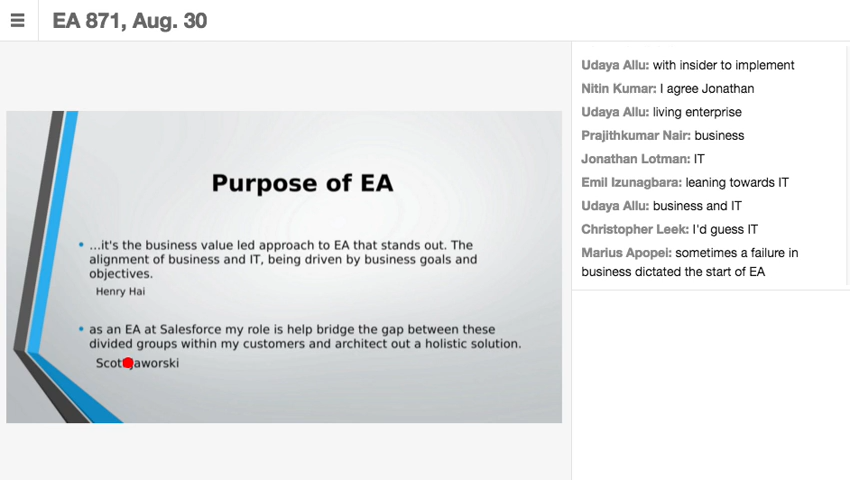 EA 871, Aug. 30
Purpose of EA
• ...it's the business value led approach to EA that stands out. The
alignment of business and IT, being driven by business goals and
objectives.
Henry Hai
• as an EA at Salesforce my role is help bridge the gap between these
divided groups within my customers and architect out a holistic solution.
Udaya Allu: with insider to implement
Nitin Kumar: I agree Jonathan
Udaya Allu: living enterprise
Prajithkumar Nair: business
Jonathan Lotman: IT
Emil Izunagbara: leaning towards IT
Udaya Allu: business and IT
Christopher Leek: I'd guess IT
Marius Apopei: sometimes a failure in
business dictated the start of EA